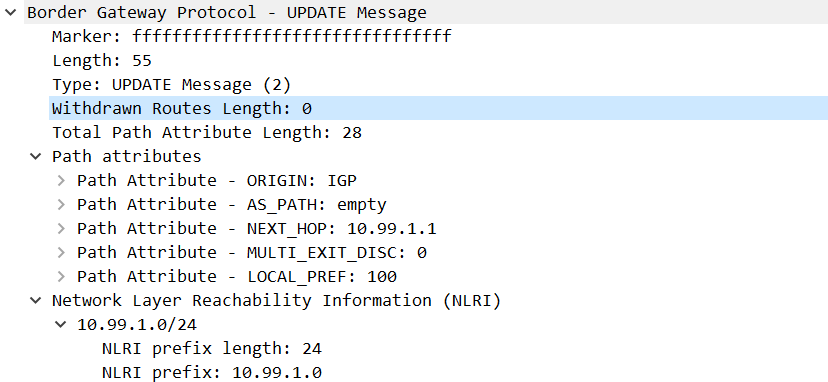 Border Gateway Protocol - UPDATE Message
Marker: ffffffffffffffffffffffffffffffff
Length: 55
Type: UPDATE Message (2)
Withdrawn Routes Length: 0
Total Path Attribute Length: 28
Path attributes
Path Attribute - ORIGIN: IGP
Path Attribute - AS_PATH: empty
Path Attribute - NEXT_HOP: 10.99.1.1
Path Attribute - MULTI_EXIT_DISC: 0
Path Attribute - LOCAL_PREF: 100
Network Layer Reachability Information (NLRI)
10.99.1.0/24
NLRI prefix length: 24
NLRI prefix: 10.99.1.0